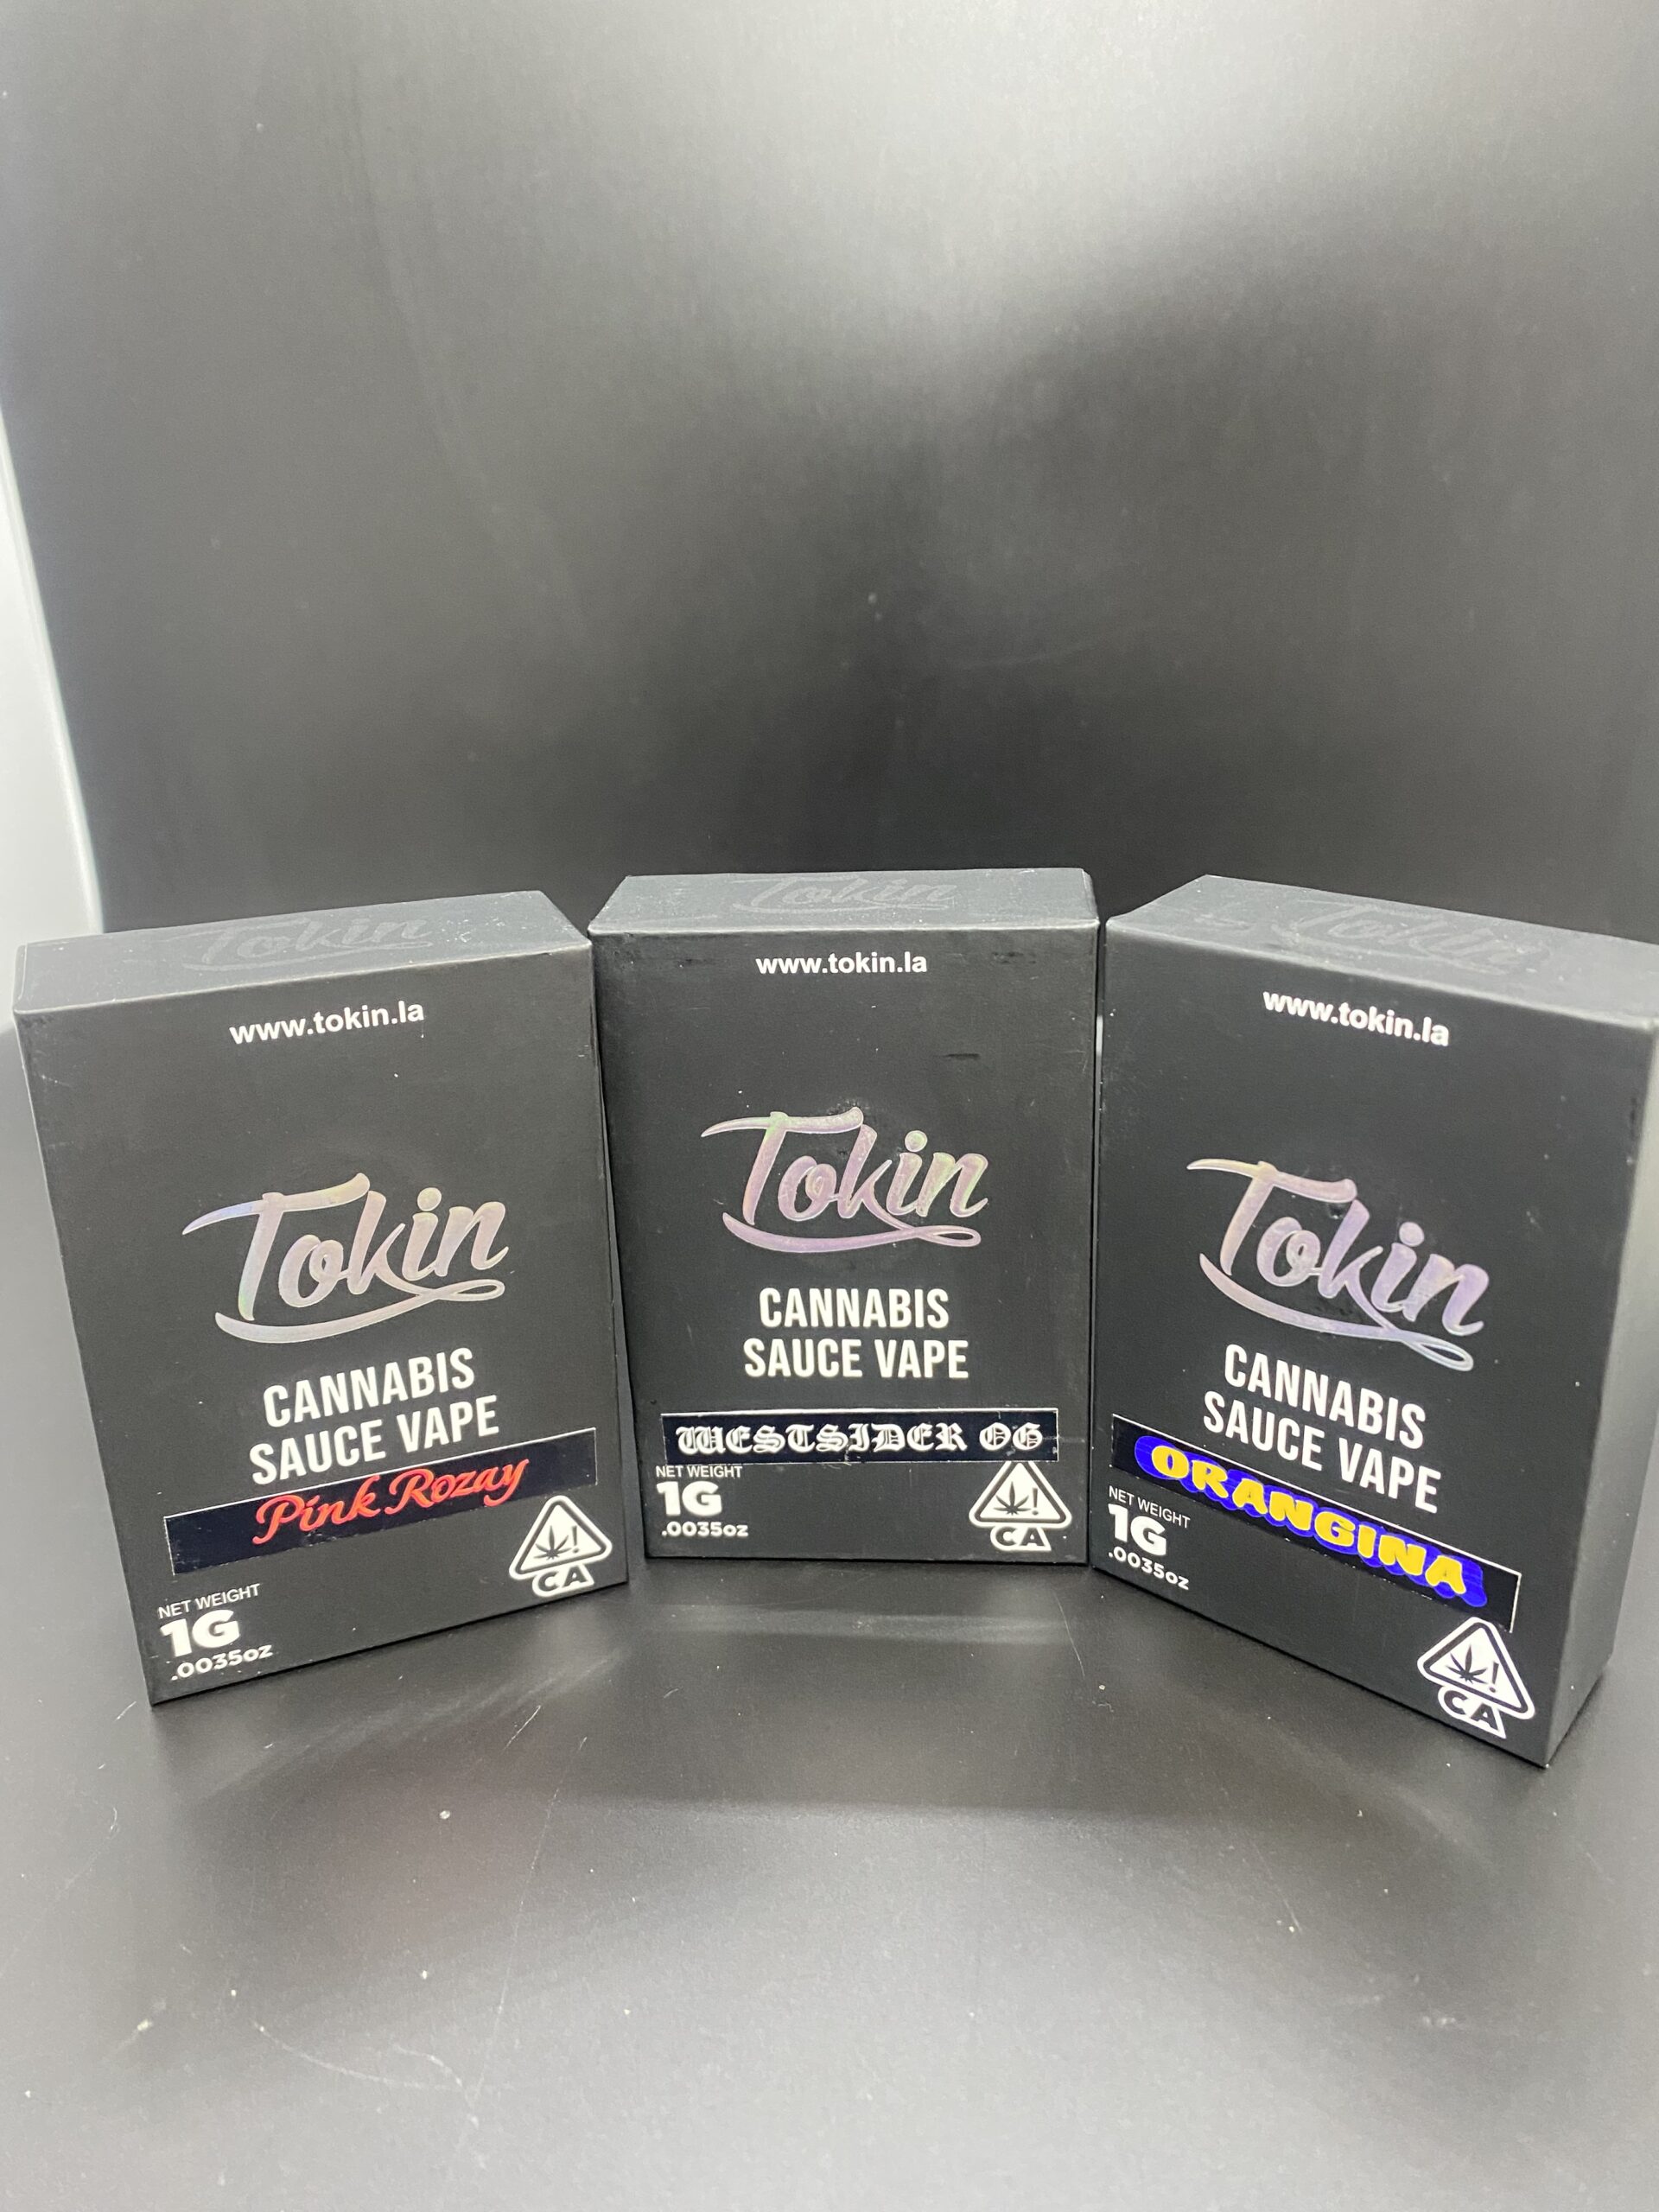 Tokin
www.tokin.la
Tokin
CANNABIS
SAUCE VAPE
Pink Rozay
NET WEIGHT
1G
.0035oz
CA
Tokin
www.tokin.la
Tokin
CANNABIS
SAUCE VAPE
WESTSIDER OG
NET WEIGHT
1G
.0035oz
!
CA
Tokin
www.tokin.la
Tokin
CANNABIS
SAUCE VAPE
ORANGINA
NET WEIGHT
1G
.0035oz
!
CA